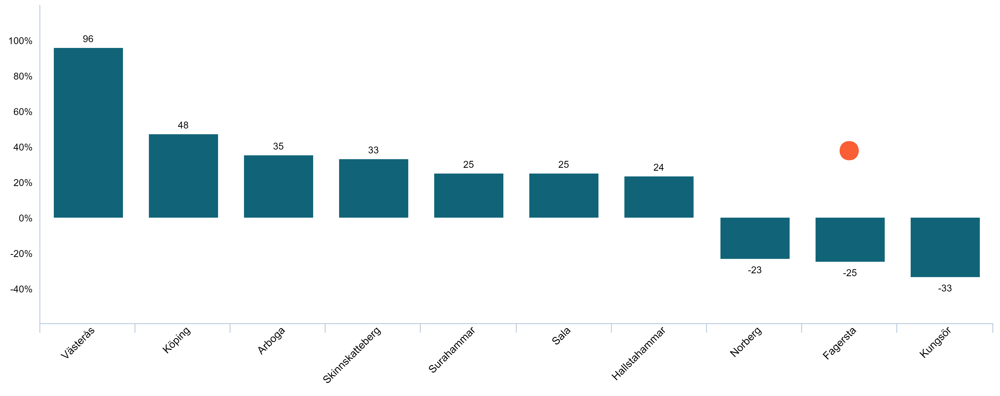 100%
80%
60%
40%
20%
0%
-20%
-40%
96
48
35
33
25
25
24
-23
-25
-33
Västerås
Köping
Arboga
Skinnskatteberg
Surahammar
Sala
Hallstahammar
Norberg
Fagersta
Kungsör